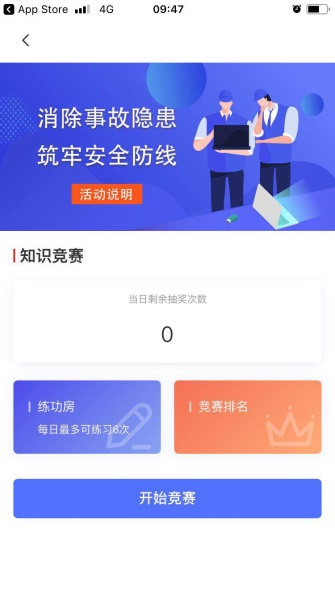 App Store 4G 09:47
消除事故隐患
筑牢安全防线
活动说明
知识竞赛
当日剩余抽奖次数
0
练功房
竞赛排名
每日最多可练习6次
开始竞赛